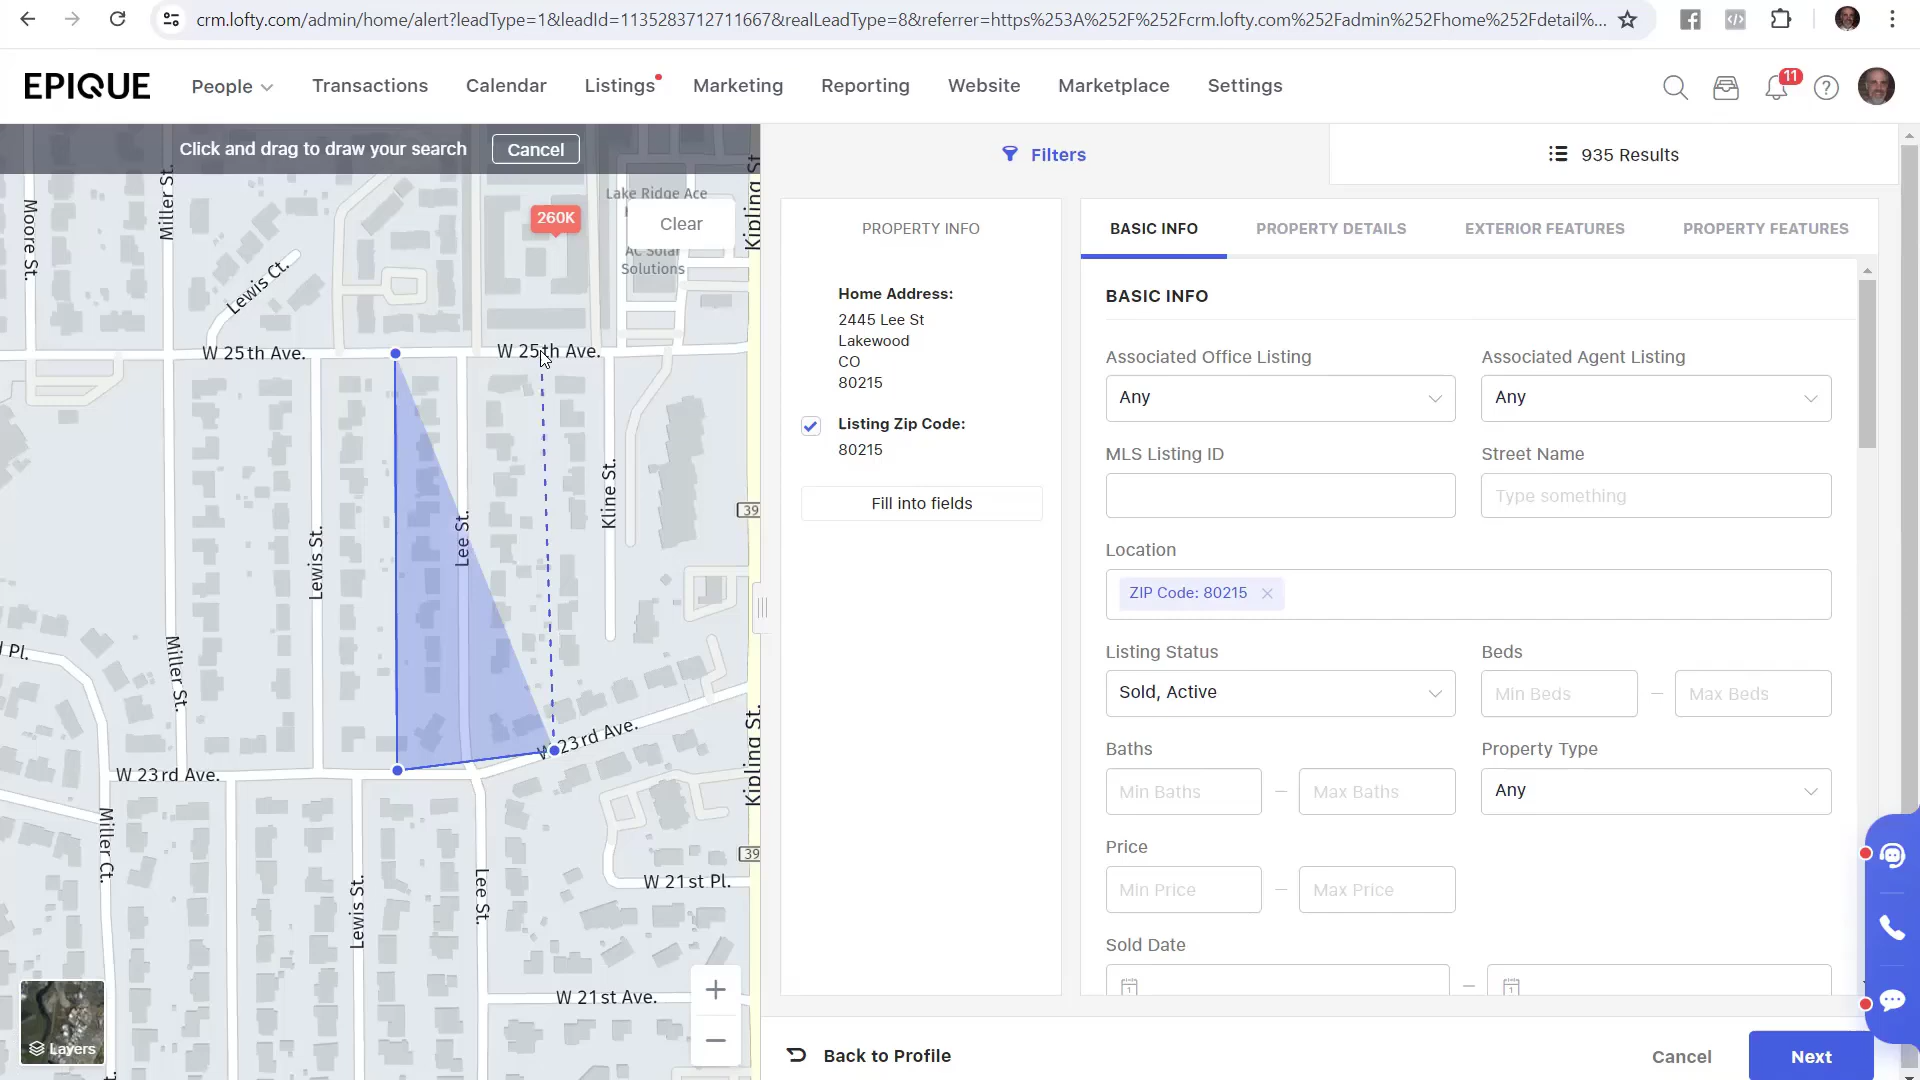 crm.lofty.com/admin/home/alert?leadType=1&leadId=1135283712711667&realLeadType=8&referrer=https%253A%252F%252Fcrm.lofty.com%252Fadmin%252Fhome%252Fdetail%...
EPIQUE
People
Transactions
Calendar
Listings
Marketing
Reporting
Website
Marketplace
Settings
11
Click and drag to draw your search
Cancel
Clear
260K
Lake Ridge Ace
AC Solar
Solutions
Moore St.
Miller St.
Lewis Ct.
Kipling St.
W 25th Ave.
W 25th Ave.
Lewis St.
Lee St.
Kline St.
39
Pl.
Miller St.
W 23rd Ave.
W 23rd Ave.
Kipling St.
Miller Ct.
Lewis St.
Lee St.
39
W 21st Pl.
W 21st Ave.
Layers
Filters
935 Results
PROPERTY INFO
Home Address:
2445 Lee St
Lakewood
CO
80215
Listing Zip Code:
80215
Fill into fields
BASIC INFO
PROPERTY DETAILS
EXTERIOR FEATURES
PROPERTY FEATURES
BASIC INFO
Associated Office Listing
Associated Agent Listing
Any
Any
MLS Listing ID
Street Name
Type something
Location
ZIP Code: 80215
Listing Status
Beds
Sold, Active
Min Beds
Max Beds
Baths
Property Type
Min Baths
Max Baths
Any
Price
Min Price
Max Price
Sold Date
Back to Profile
Cancel
Next